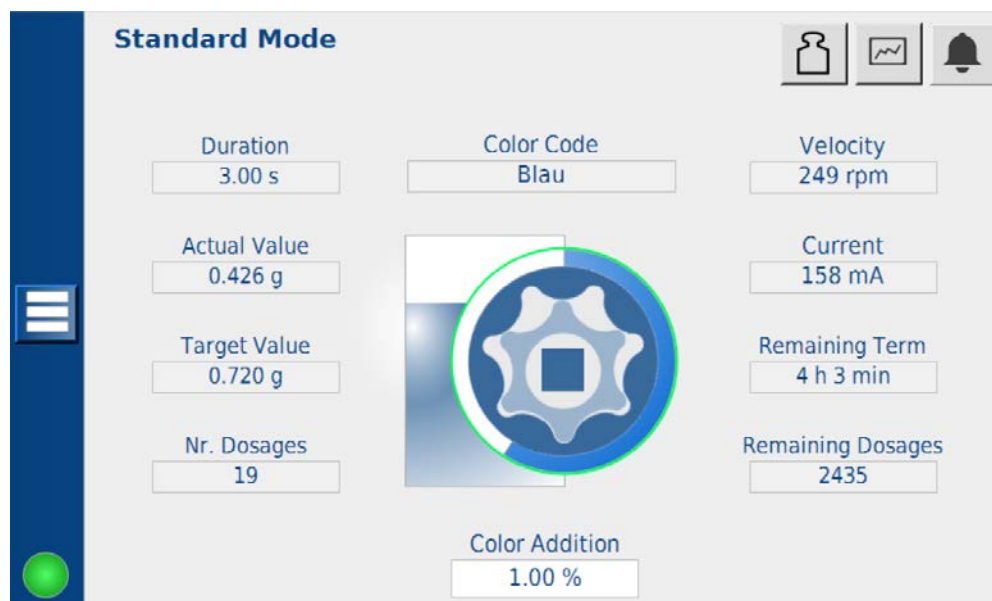 Standard Mode
Duration
3.00 s
Color Code
Blau
Velocity
249 rpm
Actual Value
0.426 g
Current
158 mA
Target Value
0.720 g
Remaining Term
4 h 3 min
Nr. Dosages
19
Remaining Dosages
2435
Color Addition
1.00 %